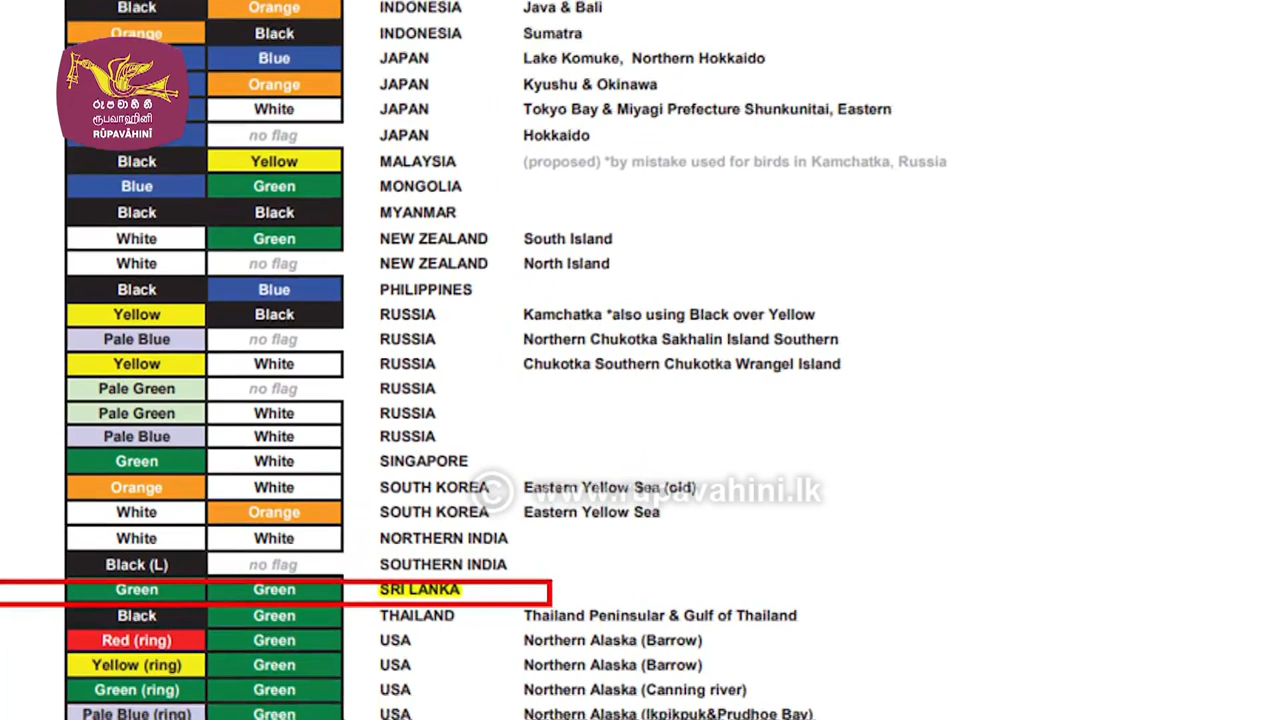 Black Orange INDONESIA Java & Bali
Orange Black INDONESIA Sumatra
Blue JAPAN Lake Komuke, Northern Hokkaido
Orange JAPAN Kyushu & Okinawa
White JAPAN Tokyo Bay & Miyagi Prefecture Shunkunitai, Eastern
no flag JAPAN Hokkaido
රූපවාහිනී
ரூபவாஹினி
RŪPAVĀHINĪ
Black Yellow MALAYSIA (proposed) *by mistake used for birds in Kamchatka, Russia
Blue Green MONGOLIA
Black Black MYANMAR
White Green NEW ZEALAND South Island
White no flag NEW ZEALAND North Island
Black Blue PHILIPPINES
Yellow Black RUSSIA Kamchatka *also using Black over Yellow
Pale Blue no flag RUSSIA Northern Chukotka Sakhalin Island Southern
Yellow White RUSSIA Chukotka Southern Chukotka Wrangel Island
Pale Green no flag RUSSIA
Pale Green White RUSSIA
Pale Blue White RUSSIA
Green White SINGAPORE
Orange White SOUTH KOREA Eastern Yellow Sea (old)
© www.rupavahini.lk
White Orange SOUTH KOREA Eastern Yellow Sea
White White NORTHERN INDIA
Black (L) no flag SOUTHERN INDIA
Green Green SRI LANKA
Black Green THAILAND Thailand Peninsular & Gulf of Thailand
Red (ring) Green USA Northern Alaska (Barrow)
Yellow (ring) Green USA Northern Alaska (Barrow)
Green (ring) Green USA Northern Alaska (Canning river)
Pale Blue (ring) Green USA Northern Alaska (Ikpikpuk&Prudhoe Bay)